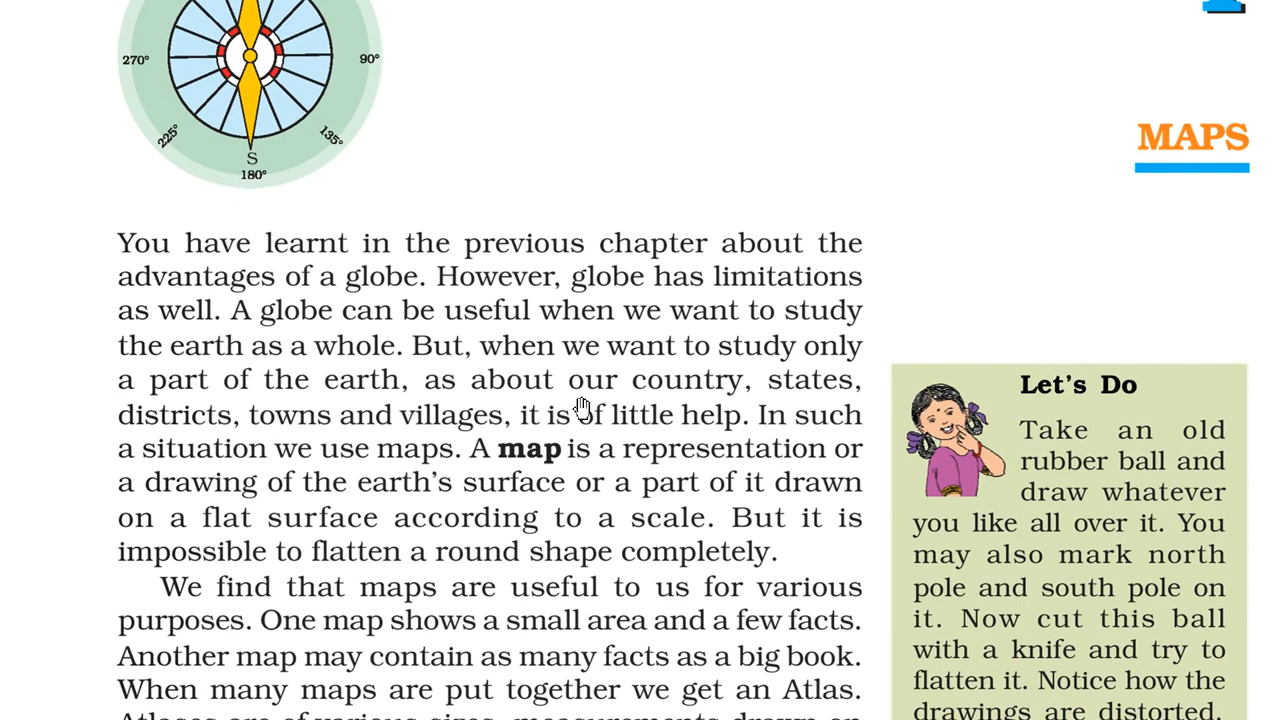 270°
90°
225°
135°
S
180°
MAPS
You have learnt in the previous chapter about the
advantages of a globe. However, globe has limitations
as well. A globe can be useful when we want to study
the earth as a whole. But, when we want to study only
a part of the earth, as about our country, states,
districts, towns and villages, it is of little help. In such
a situation we use maps. A map is a representation or
a drawing of the earth's surface or a part of it drawn
on a flat surface according to a scale. But it is
impossible to flatten a round shape completely.
We find that maps are useful to us for various
purposes. One map shows a small area and a few facts.
Another map may contain as many facts as a big book.
When many maps are put together we get an Atlas.
Atlases are of various sizes, measurements drawn on
Let's Do
Take an old
rubber ball and
draw whatever
you like all over it. You
may also mark north
pole and south pole on
it. Now cut this ball
with a knife and try to
flatten it. Notice how the
drawings are distorted.